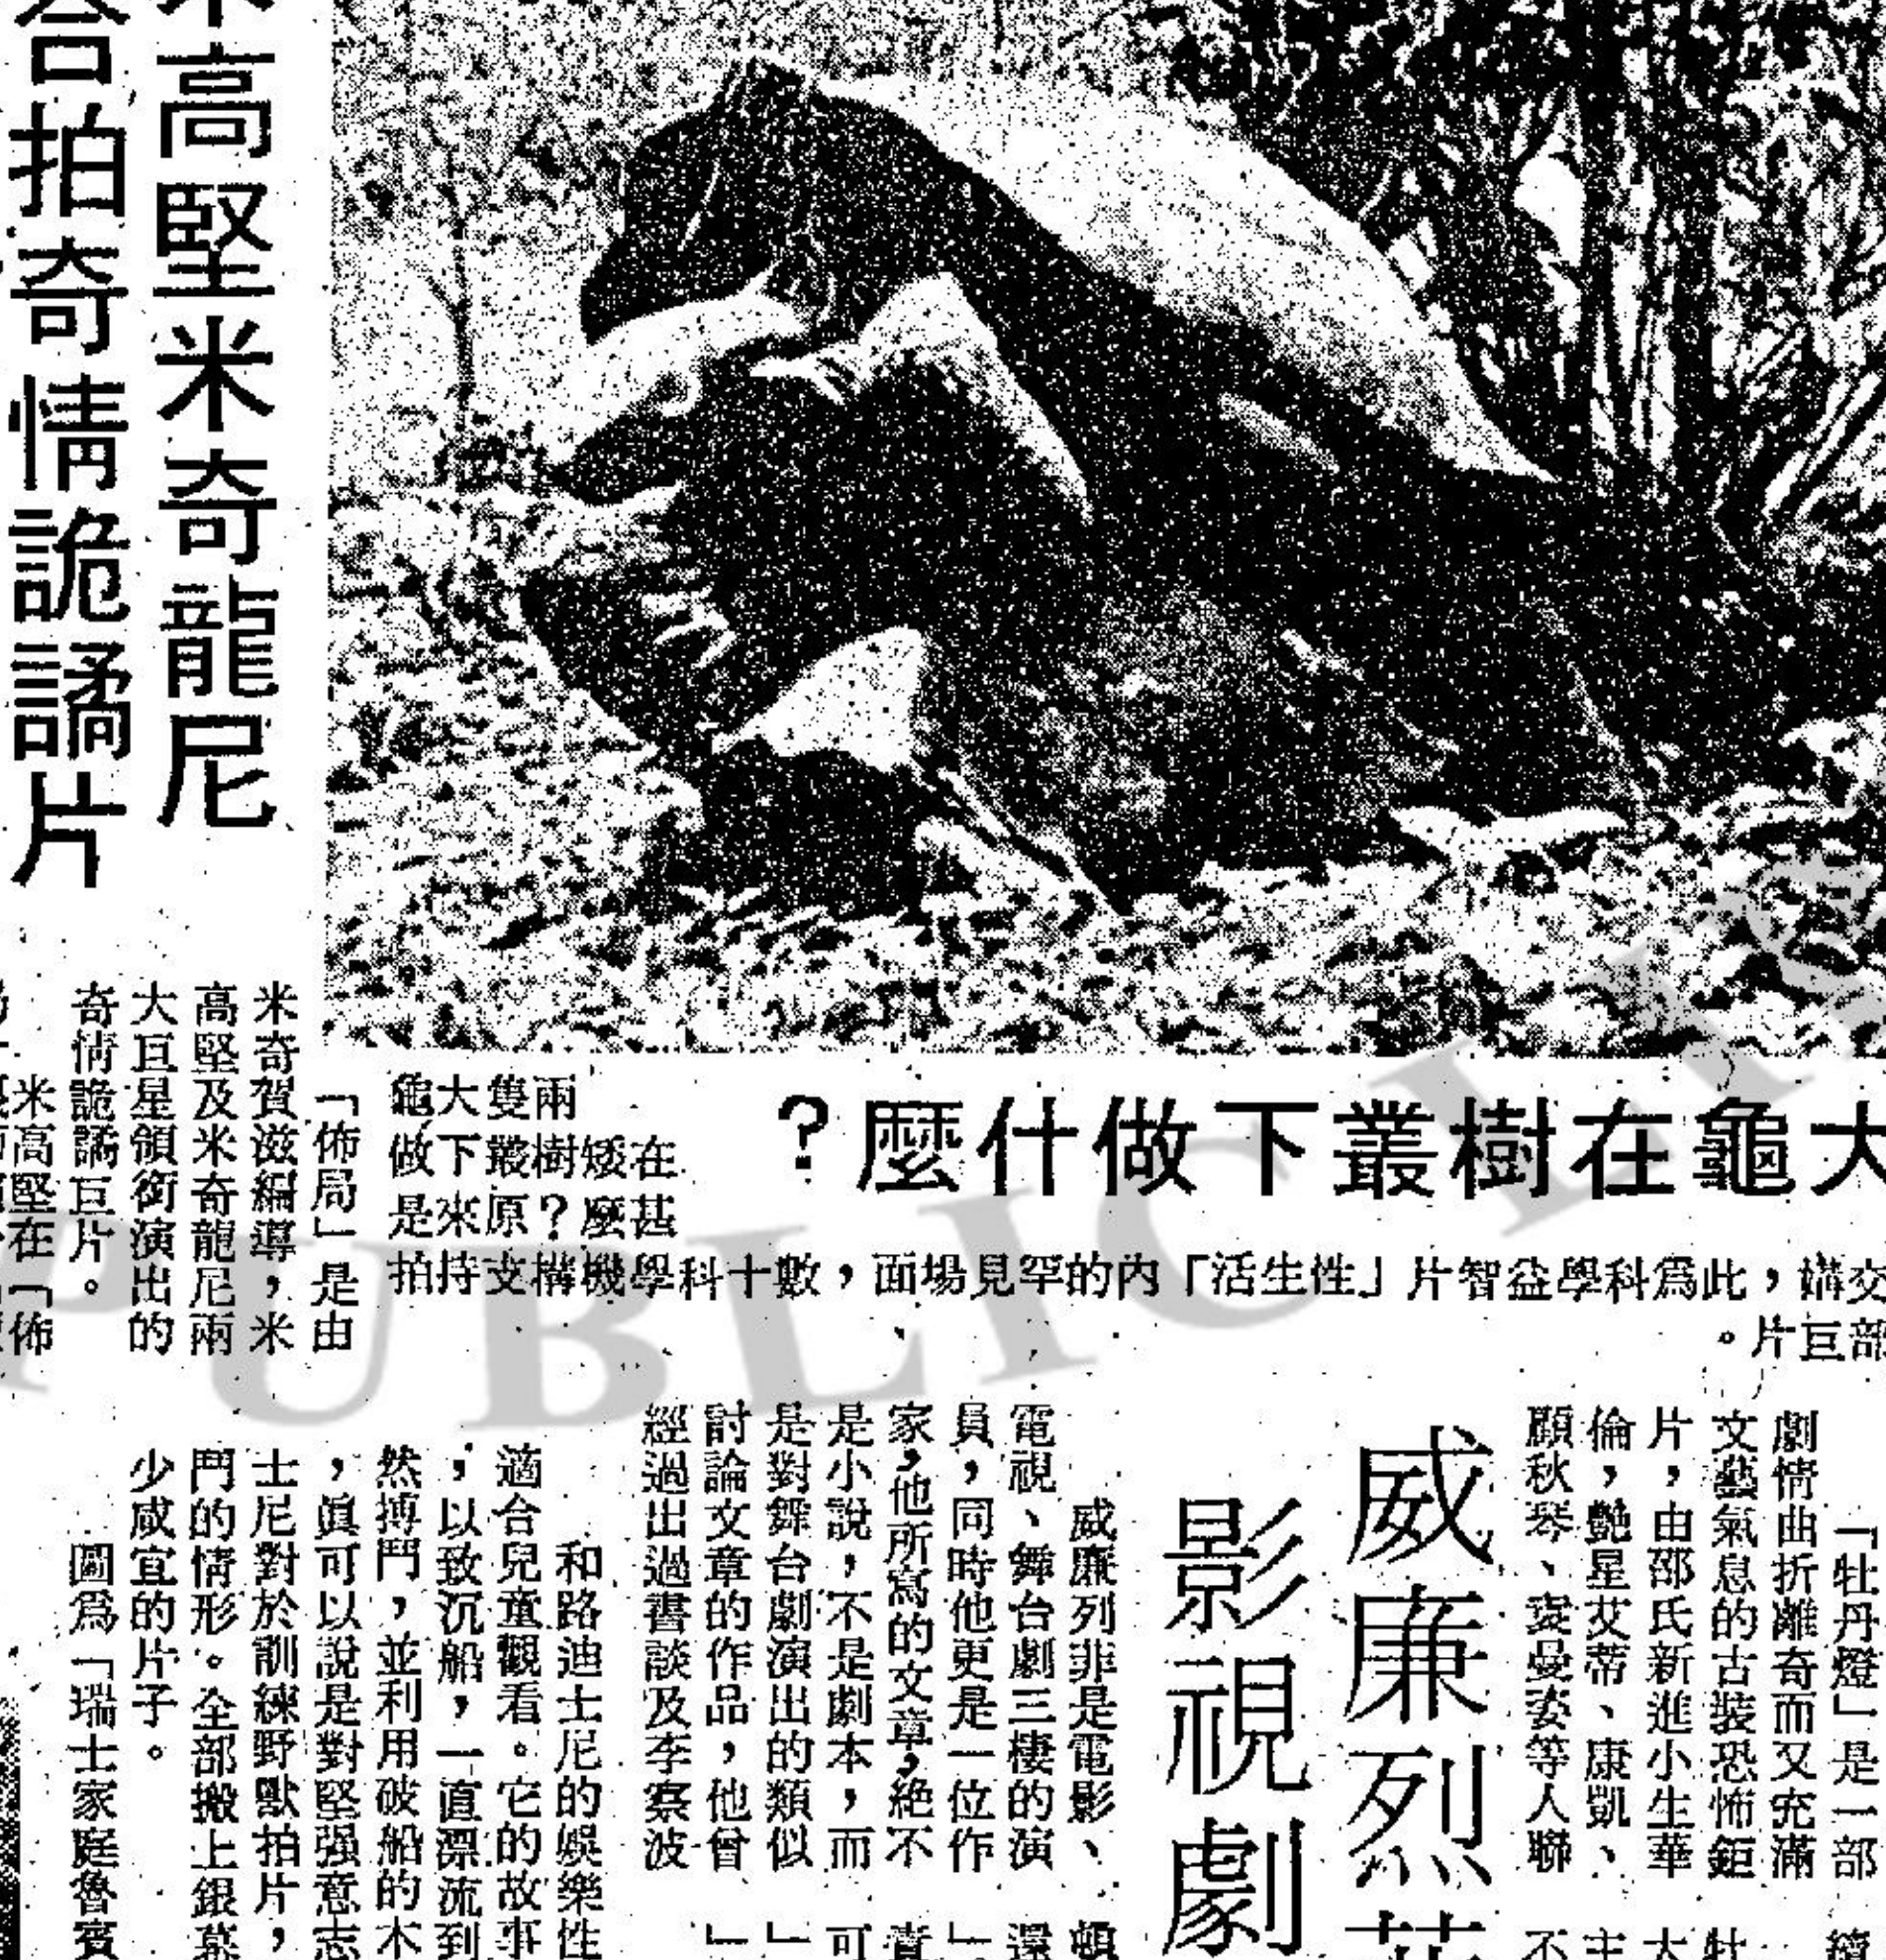 高堅米奇龍尼
合拍奇情詭譎片
「佈局」是由
米奇賀滋編導，米
高堅及米奇龍尼兩
大巨星領銜演出的
奇情詭譎巨片。
米高堅在「佈
大龜在樹叢下做什麼？
兩隻大龜
在矮樹叢下做
甚麼？原來是
交媾，此爲科學益智片「性生活」內的罕見場面，數十科學機構支持拍
部巨片。
「牡丹燈」是一部
劇情曲折離奇而又充滿
文藝氣息的古裝恐怖鉅
片，由邵氏新進小生華
倫，艷星艾蒂、康凱、
顧秋琴、裴曼姿等人聯
威廉烈
影視劇
威廉列非是電影、
電視、舞台劇三棲的演
員，同時他更是一位作
家，他所寫的文章，絕不
是小說，不是劇本，而
是對舞台劇演出的類似
討論文章的作品，他曾
經過出過書談及李察波
和路迪士尼的娛樂性
適合兒童觀看。它的故事
，以致沉船，一直漂流到
然搏鬥，並利用破船的木
，眞可以說是對堅强意志
士尼對於訓練野獸拍片，
鬥的情形。全部搬上銀幕
少咸宜的片子。
圖爲「瑞士家庭魯賓
PUBLIC LI